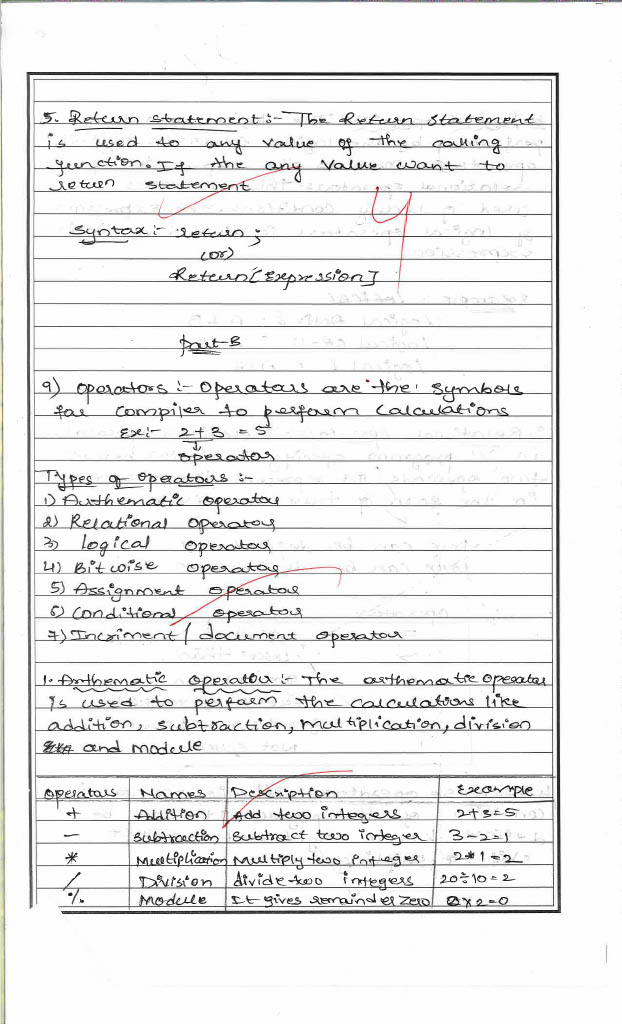 5. Return statement :- The Return statement
is used to any value of the calling
function. If the any value want to
return statement
4
Syntax :- return ;
(or)
Return [Expression]
part-B
9) operators :- Operators are the symbols
for compiler to perform calculations
Ex:- 2+3 = 5
operator
Types of operators :-
1) Arthematic operator
2) Relational operator
3) logical operator
4) Bit wise operator
5) Assignment operator
6) Conditional operator
7) Incriment / document operator
1. Arthematic operator :- The arthematic operator
is used to perform the calculations like
addition, subtraction, multiplication, division
and module
operators Names Description Example
+ Addition Add two integers 2+3=5
- Subtraction Subtract two integer 3-2=1
* Multiplication Multiply two integer 2*1=2
/ Division divide two integers 20÷10=2
% Module It gives remainder zero 2=0